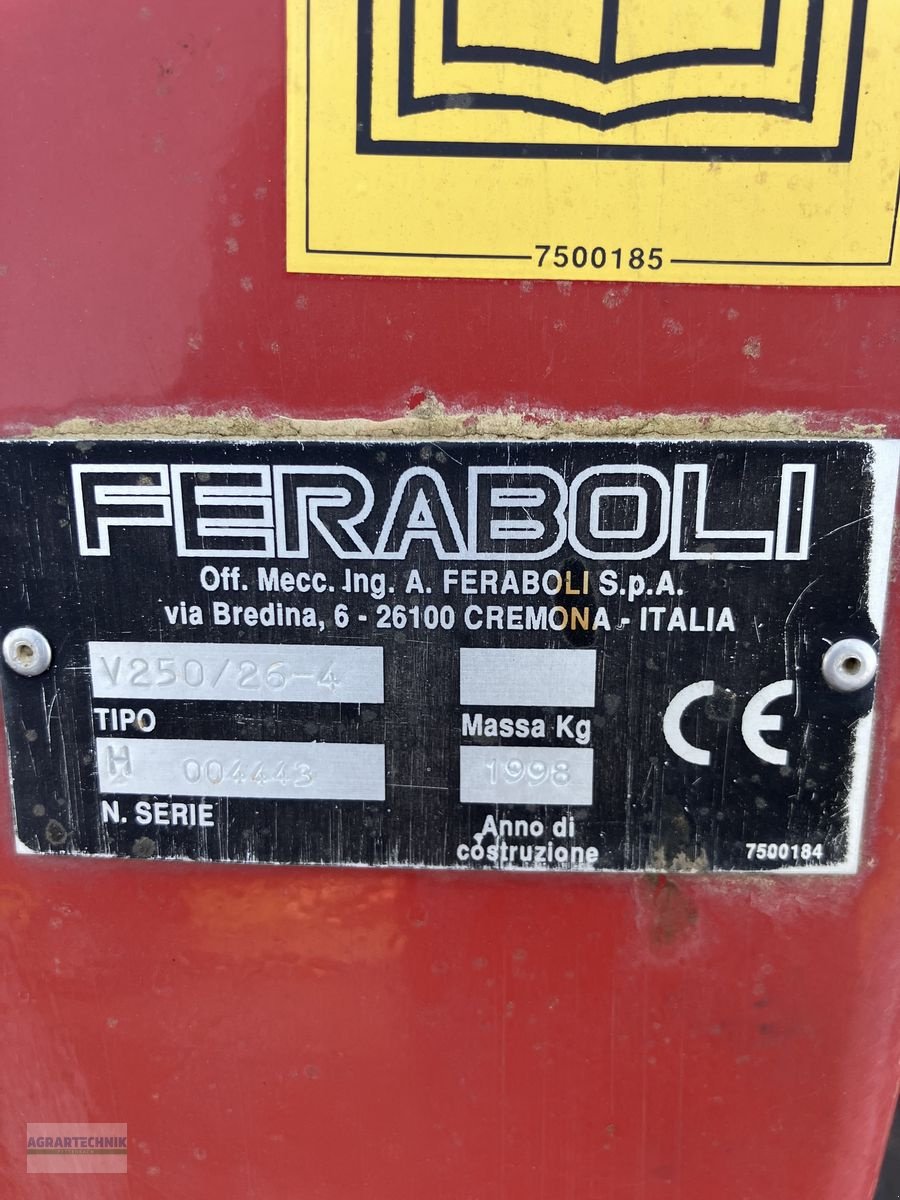 7500185
FERABOLI
Off. Mecc. Ing. A. FERABOLI S.p.A.
via Bredina, 6 - 26100 CREMONA - ITALIA
V250/26-4
TIPO
Massa Kg
CE
H 004443
1998
N. SERIE
Anno di
costruzione
7500184
AGRARTECHNIK